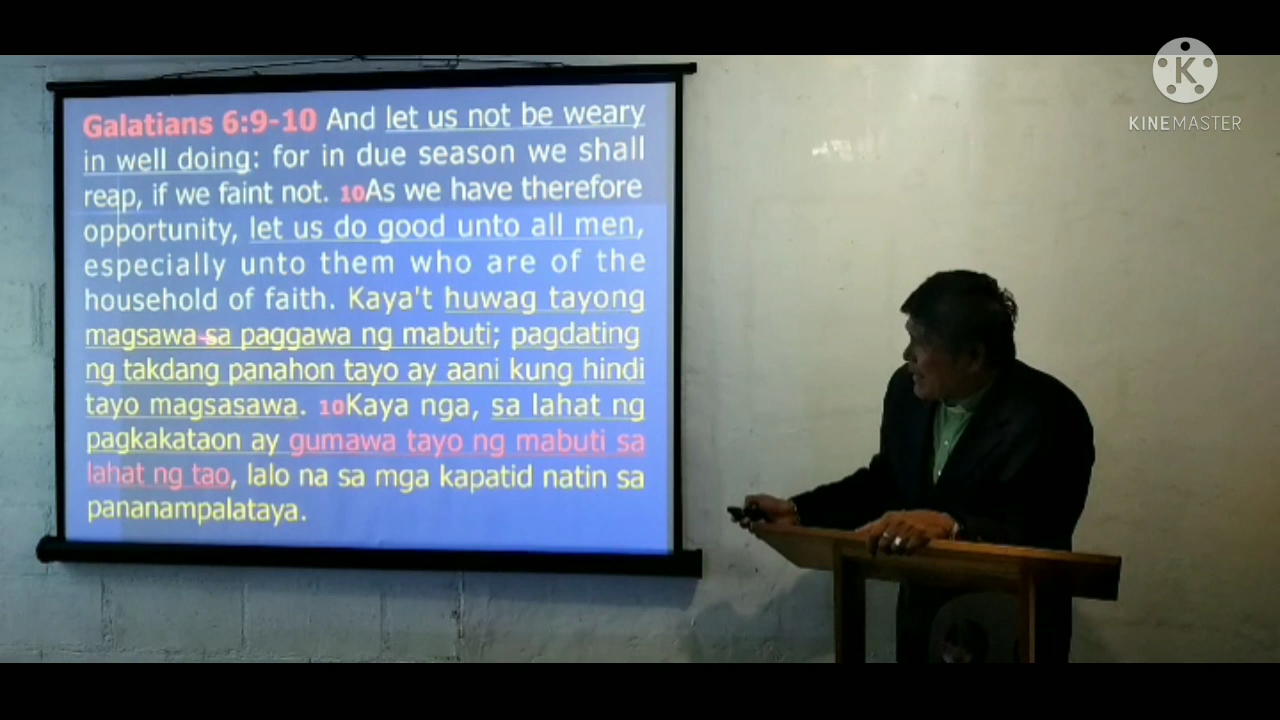 Galatians 6:9-10 And let us not be weary
in well doing: for in due season we shall
reap, if we faint not. 10As we have therefore
opportunity, let us do good unto all men,
especially unto them who are of the
household of faith. Kaya't huwag tayong
magsawa sa paggawa ng mabuti; pagdating
ng takdang panahon tayo ay aani kung hindi
tayo magsasawa. 10Kaya nga, sa lahat ng
pagkakataon ay gumawa tayo ng mabuti sa
lahat ng tao, lalo na sa mga kapatid natin sa
pananampalataya.
K
KINEMASTER